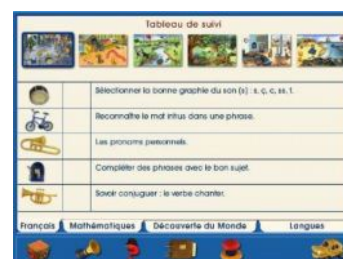 Tableau de suivi
Sélectionner la bonne graphie du son (s) : s, ç, c, ss, t.
Reconnaître le mot intrus dans une phrase.
Les pronoms personnels.
Compléter des phrases avec le bon sujet.
Savoir conjuguer : le verbe chanter.
Français Mathématiques Découverte du Monde Langues